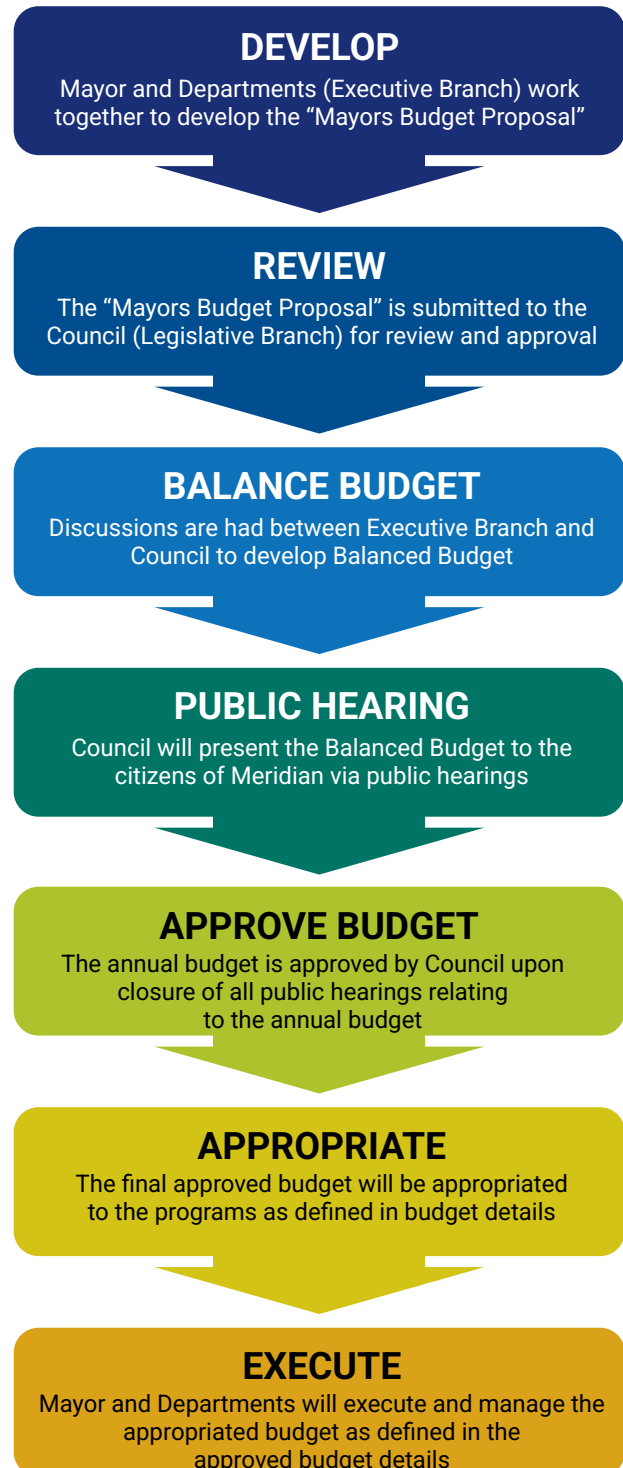 DEVELOP
Mayor and Departments (Executive Branch) work
together to develop the “Mayors Budget Proposal”
REVIEW
The “Mayors Budget Proposal” is submitted to the
Council (Legislative Branch) for review and approval
BALANCE BUDGET
Discussions are had between Executive Branch and
Council to develop Balanced Budget
PUBLIC HEARING
Council will present the Balanced Budget to the
citizens of Meridian via public hearings
APPROVE BUDGET
The annual budget is approved by Council upon
closure of all public hearings relating
to the annual budget
APPROPRIATE
The final approved budget will be appropriated
to the programs as defined in budget details
EXECUTE
Mayor and Departments will execute and manage the
appropriated budget as defined in the
approved budget details